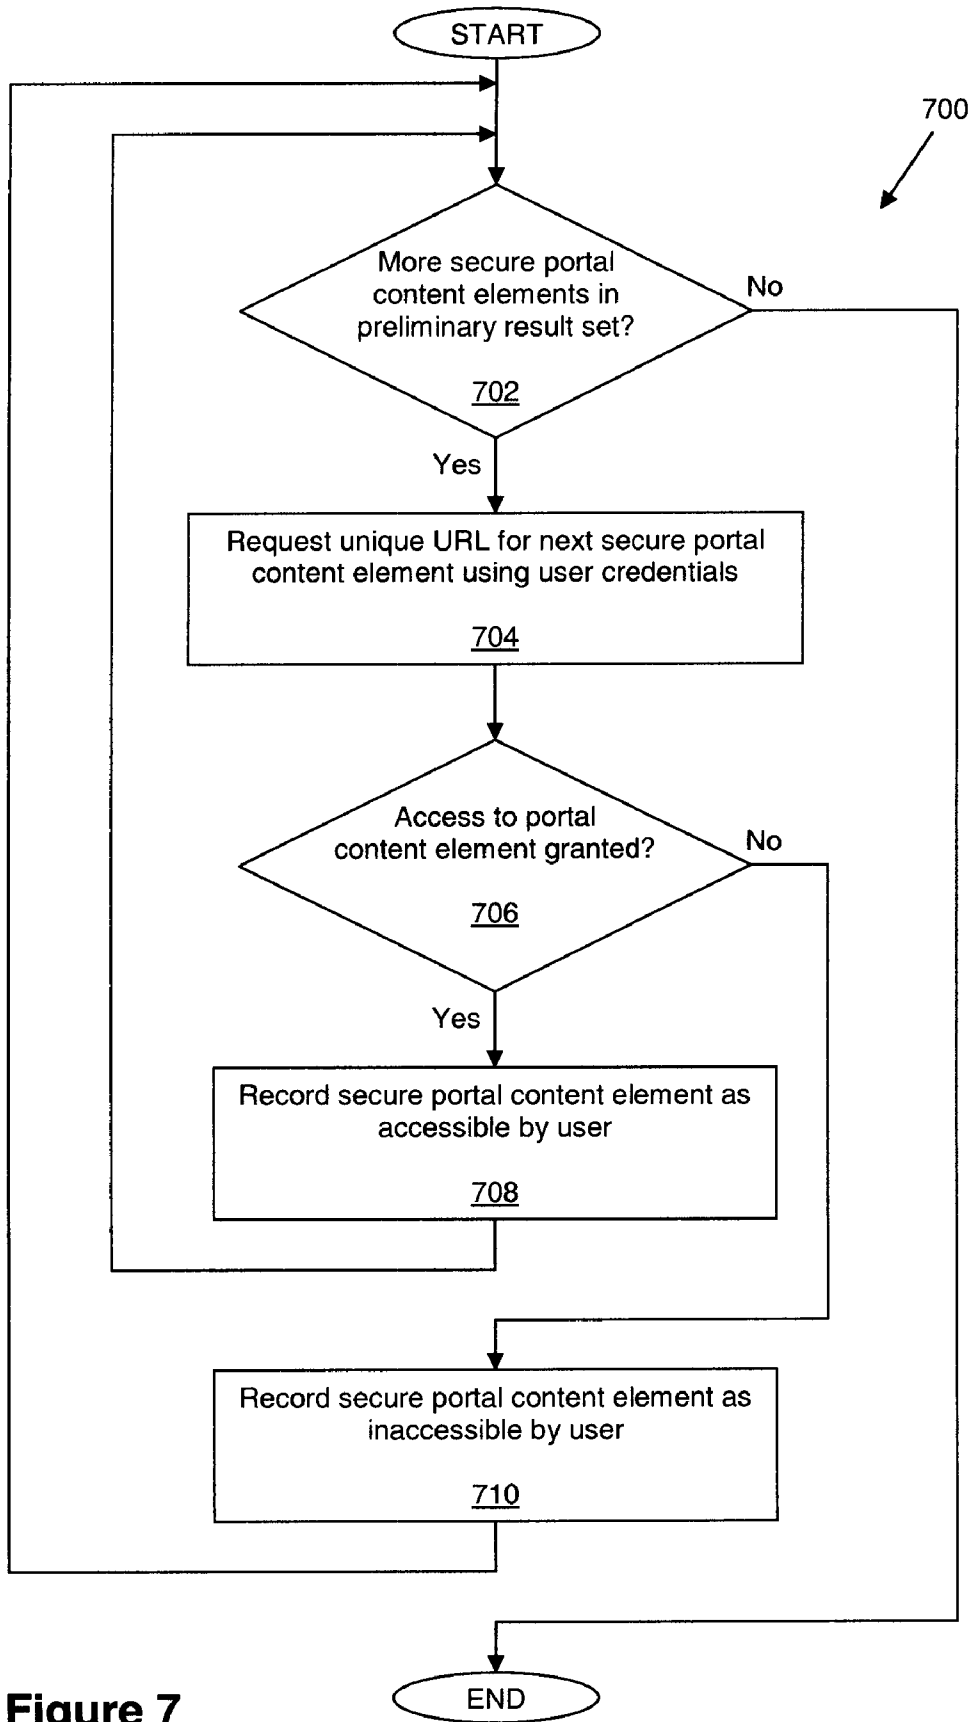 START
700
More secure portal
content elements in
preliminary result set?
702
No
Yes
Request unique URL for next secure portal
content element using user credentials
704
Access to portal
content element granted?
706
No
Yes
Record secure portal content element as
accessible by user
708
Record secure portal content element as
inaccessible by user
710
END
Figure 7